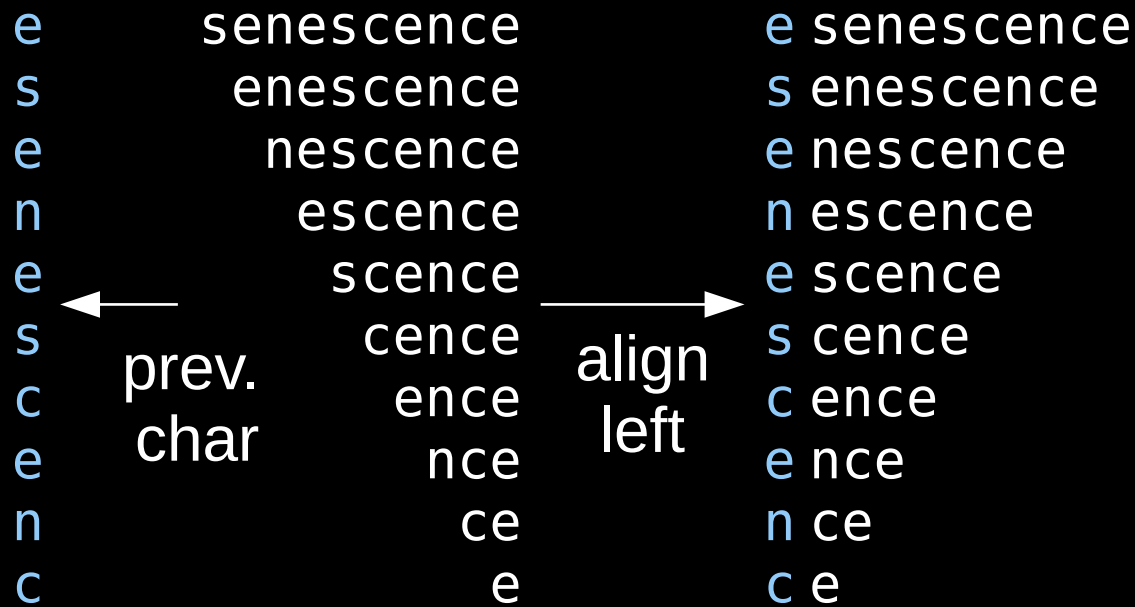 e senescence e senescence
s enescence s enescence
e nescence e nescence
n escence n escence
e scence e scence
s cence s cence
c ence c ence
e nce e nce
n ce n ce
c e c e
prev.
char
align
left